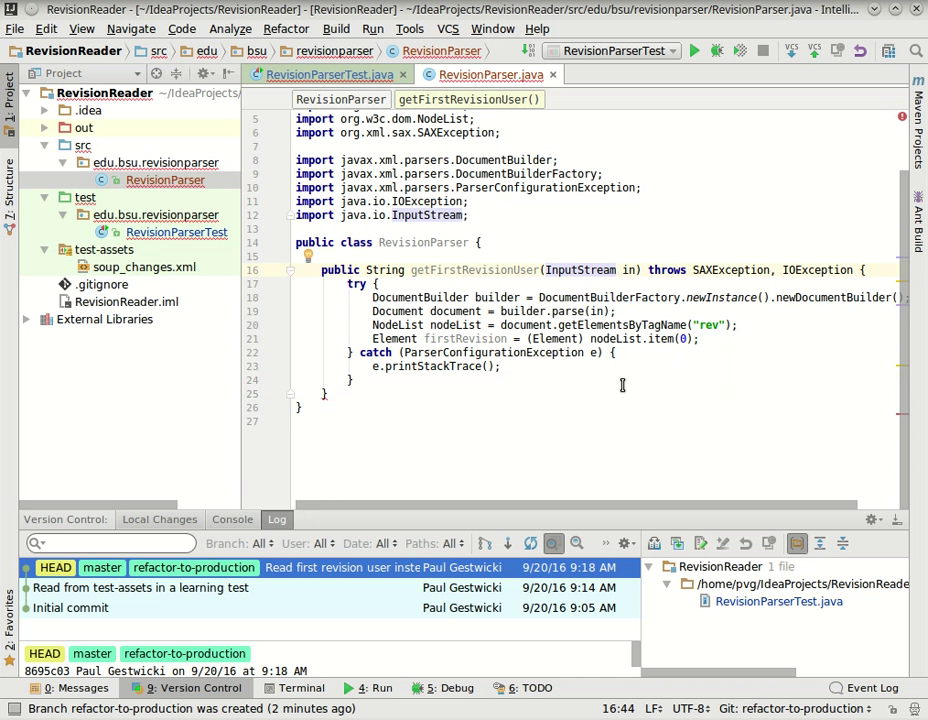 RevisionReader - [~/IdeaProjects/RevisionReader] - [RevisionReader] - ~/IdeaProjects/RevisionReader/src/edu/bsu/revisionparser/RevisionParser.java - Intelli...
File Edit View Navigate Code Analyze Refactor Build Run Tools VCS Window Help
RevisionReader src edu bsu revisionparser RevisionParser RevisionParserTest VCS VCS
Project RevisionParserTest.java RevisionParser.java
RevisionReader ~/IdeaProjects/
.idea
out
src
edu.bsu.revisionparser
RevisionParser
test
edu.bsu.revisionparser
RevisionParserTest
test-assets
soup_changes.xml
.gitignore
RevisionReader.iml
External Libraries
1: Project
7: Structure
2: Favorites
Maven Projects
Ant Build
RevisionParser getFirstRevisionUser()
5 import org.w3c.dom.NodeList;
6 import org.xml.sax.SAXException;
7
8 import javax.xml.parsers.DocumentBuilder;
9 import javax.xml.parsers.DocumentBuilderFactory;
10 import javax.xml.parsers.ParserConfigurationException;
11 import java.io.IOException;
12 import java.io.InputStream;
13
14 public class RevisionParser {
15
16 public String getFirstRevisionUser(InputStream in) throws SAXException, IOException {
17 try {
18 DocumentBuilder builder = DocumentBuilderFactory.newInstance().newDocumentBuilder();
19 Document document = builder.parse(in);
20 NodeList nodeList = document.getElementsByTagName("rev");
21 Element firstRevision = (Element) nodeList.item(0);
22 } catch (ParserConfigurationException e) {
23 e.printStackTrace();
24 }
25 }
26 }
27
Version Control: Local Changes Console Log
Branch: All User: All Date: All Paths: All
HEAD master refactor-to-production Read first revision user inste Paul Gestwicki 9/20/16 9:18 AM
Read from test-assets in a learning test Paul Gestwicki 9/20/16 9:14 AM
Initial commit Paul Gestwicki 9/20/16 9:05 AM
RevisionReader 1 file
/home/pvg/IdeaProjects/RevisionReade
RevisionParserTest.java
HEAD master refactor-to-production
8695c03 Paul Gestwicki on 9/20/16 at 9:18 AM
0: Messages 9: Version Control Terminal 4: Run 5: Debug 6: TODO Event Log
Branch refactor-to-production was created (2 minutes ago) 16:44 LF UTF-8 Git: refactor-to-production